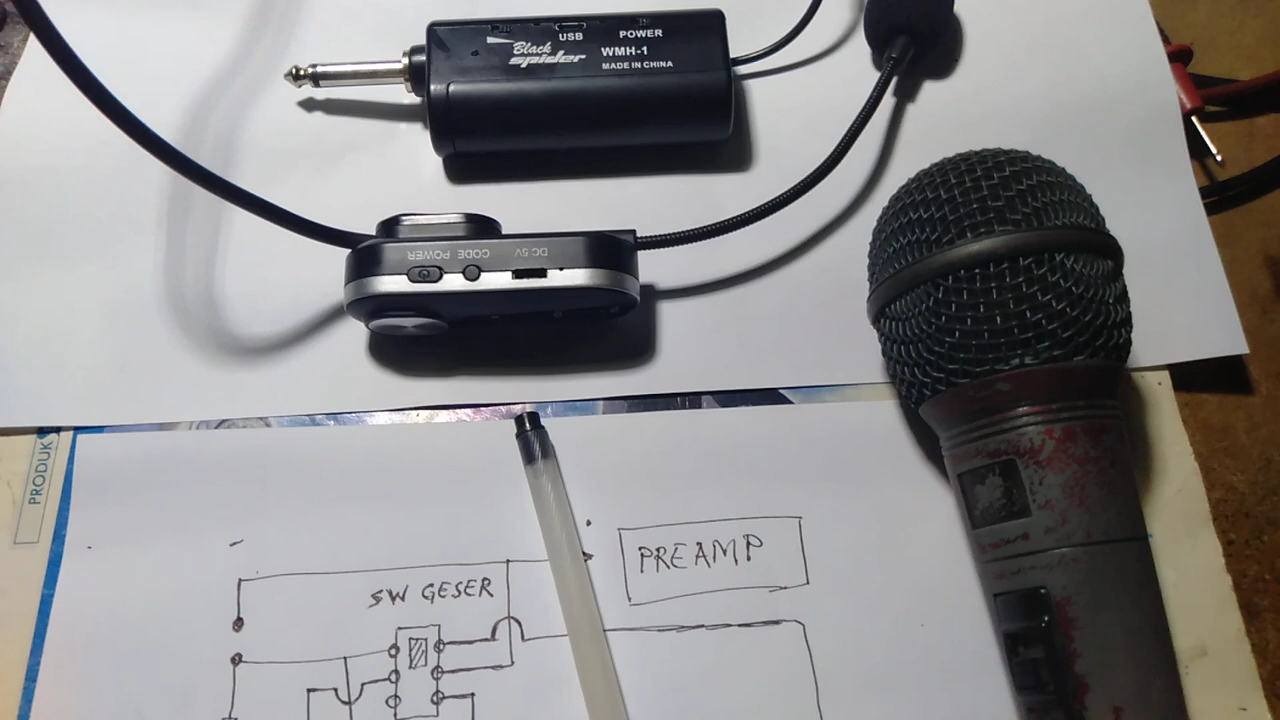 USB
POWER
Black
spider
WMH-1
MADE IN CHINA
POWER
CODE
DC 5V
PRODUK
PREAMP
SW GESER